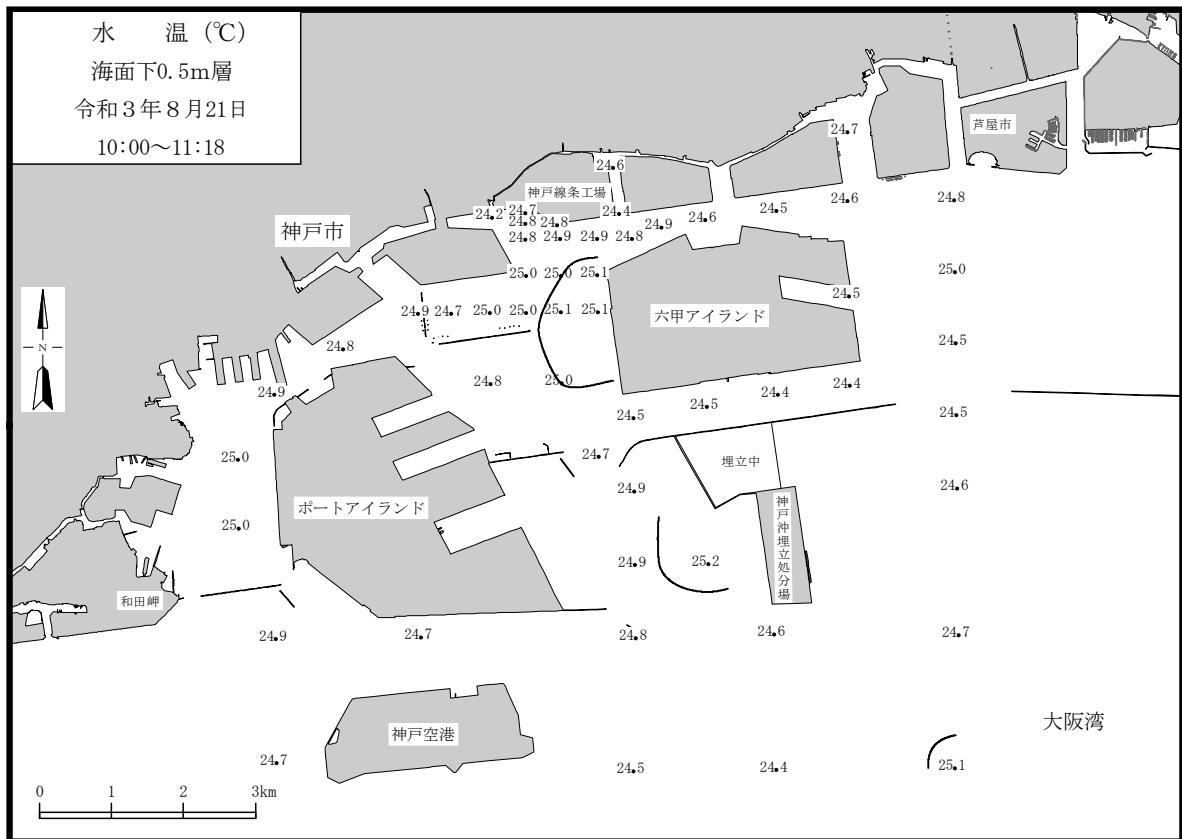 水　温（℃）
海面下0.5m層
令和３年８月21日
10:00～11:18
芦屋市
24.7
24.6
神戸線条工場
24.2 24.7 24.4 24.6 24.5 24.6 24.8
24.8 24.8 24.9
神戸市
24.8 24.9 24.9 24.8
25.0 25.0 25.1 25.0
24.5
24.9 24.7 25.0 25.0 25.1 25.1
六甲アイランド
N
24.8 24.5
24.9 24.8 25.0 24.4 24.4
24.5 24.5 24.5
25.0 24.7
埋立中
24.9 24.6
ポートアイランド
神戸沖埋立処分場
25.0
24.9 25.2
和田岬
24.9 24.7 24.8 24.6 24.7
大阪湾
神戸空港
24.7 24.5 24.4 25.1
0 1 2 3km